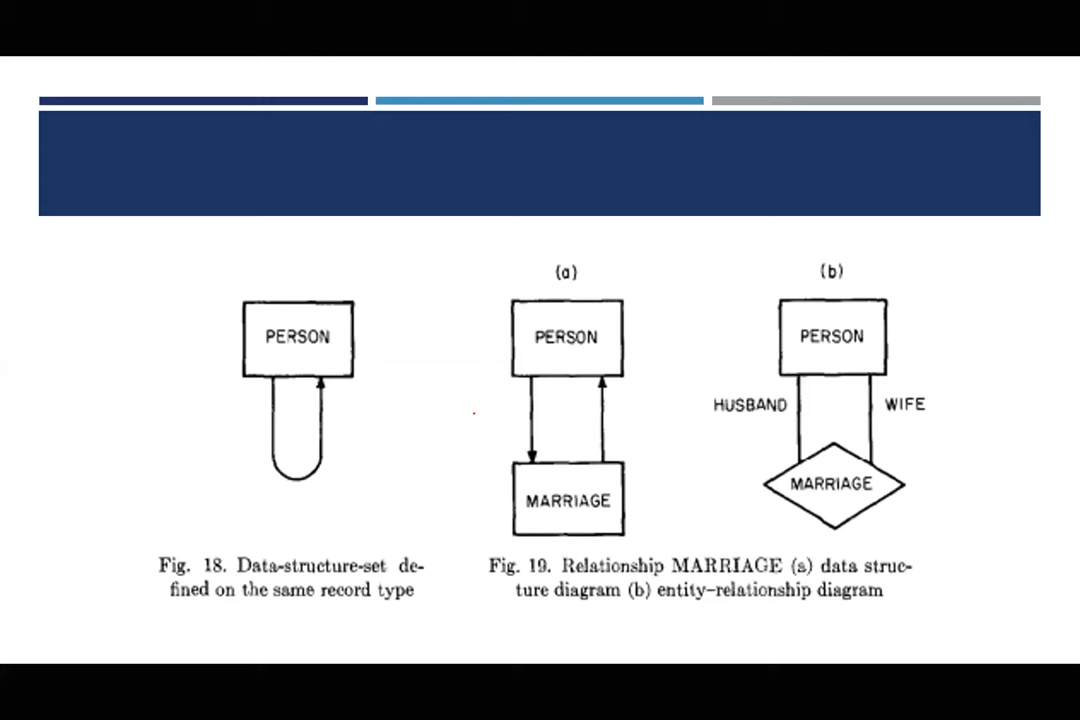 (a)
(b)
PERSON
PERSON
PERSON
HUSBAND
WIFE
MARRIAGE
MARRIAGE
Fig. 18. Data-structure-set de-
fined on the same record type
Fig. 19. Relationship MARRIAGE (a) data struc-
ture diagram (b) entity–relationship diagram